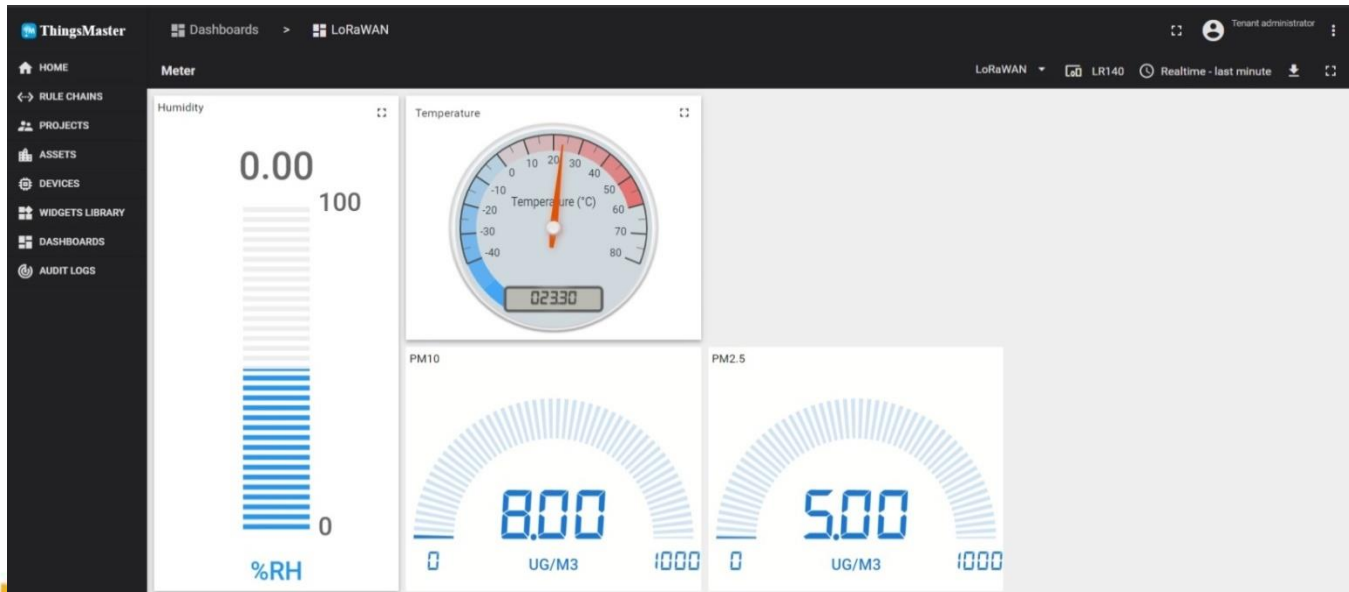 ThingsMaster
Dashboards > LoRaWAN
Tenant administrator
HOME
RULE CHAINS
PROJECTS
ASSETS
DEVICES
WIDGETS LIBRARY
DASHBOARDS
AUDIT LOGS
Meter
LoRaWAN
LR140
Realtime - last minute
Humidity
0.00
100
0
%RH
Temperature
-40
-30
-20
-10
0
10
20
30
40
50
60
70
80
Temperature (°C)
023.30
PM10
8.00
0
UG/M3
1000
PM2.5
5.00
0
UG/M3
1000